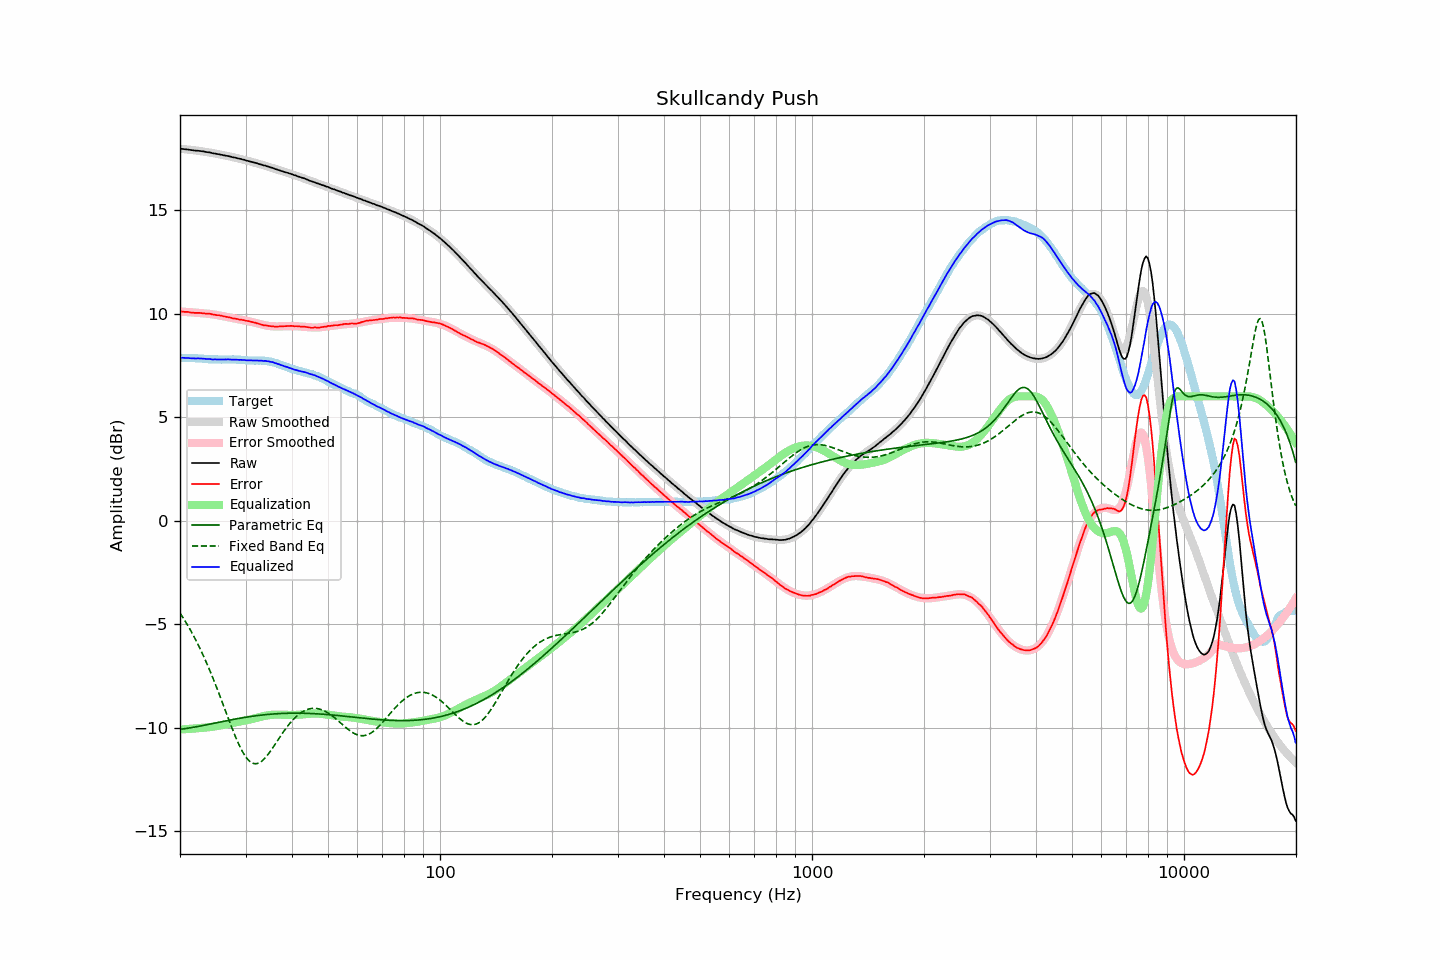 Skullcandy Push
Amplitude (dBr)
15
10
5
0
−5
−10
−15
Target
Raw Smoothed
Error Smoothed
Raw
Error
Equalization
Parametric Eq
Fixed Band Eq
Equalized
100
1000
10000
Frequency (Hz)